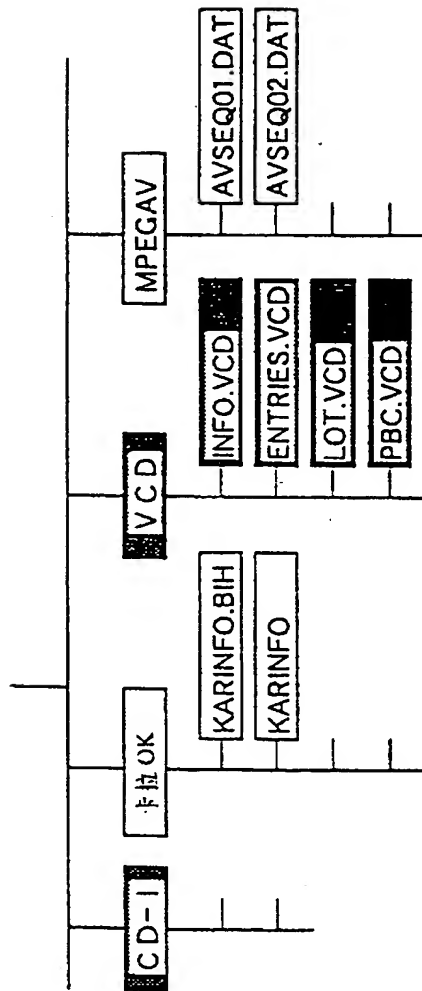 CD-I
卡拉OK
KARINFO.BIH
KARINFO
VCD
INFO.VCD
ENTRIES.VCD
LOT.VCD
PBC.VCD
MPEGAV
AVSEQ01.DAT
AVSEQ02.DAT